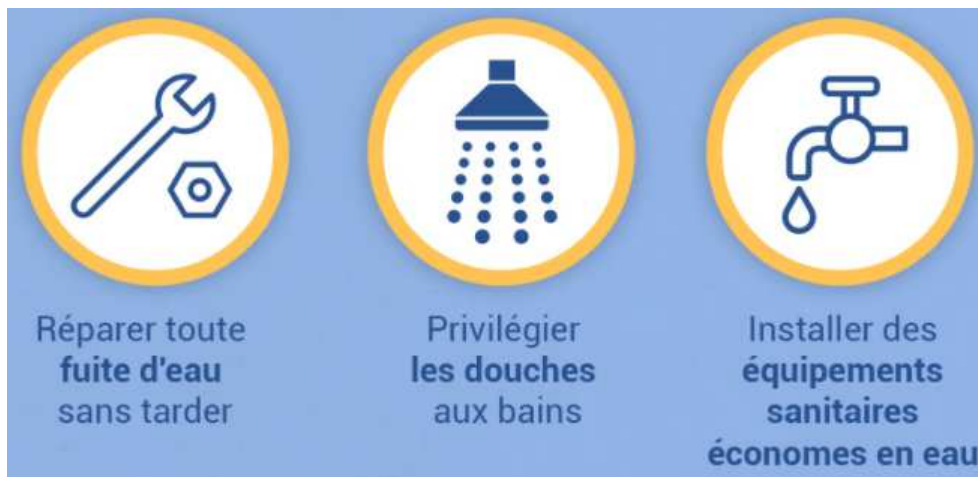 Réparer toute
fuite d'eau
sans tarder
Privilégier
les douches
aux bains
Installer des
équipements
sanitaires
économes en eau